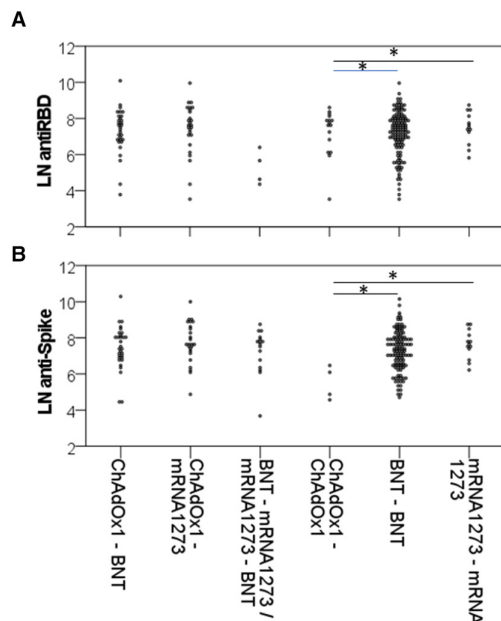 A
12
10
8
6
4
2
LN antiRBD
*
*
B
12
10
8
6
4
2
LN anti-Spike
*
*
ChAdOx1 - BNT
ChAdOx1 -
mRNA1273
BNT - mRNA1273 /
mRNA1273 - BNT
ChAdOx1 -
ChAdOx1
BNT - BNT
mRNA1273 - mRNA
1273